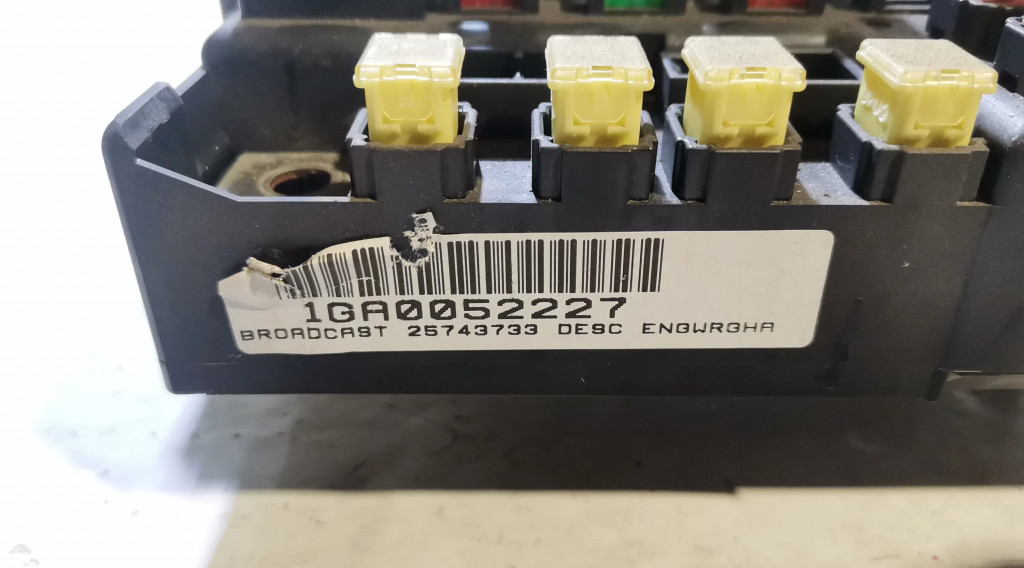 1GA0052227
BROADCAST 25743733 DESC ENGWRGHA